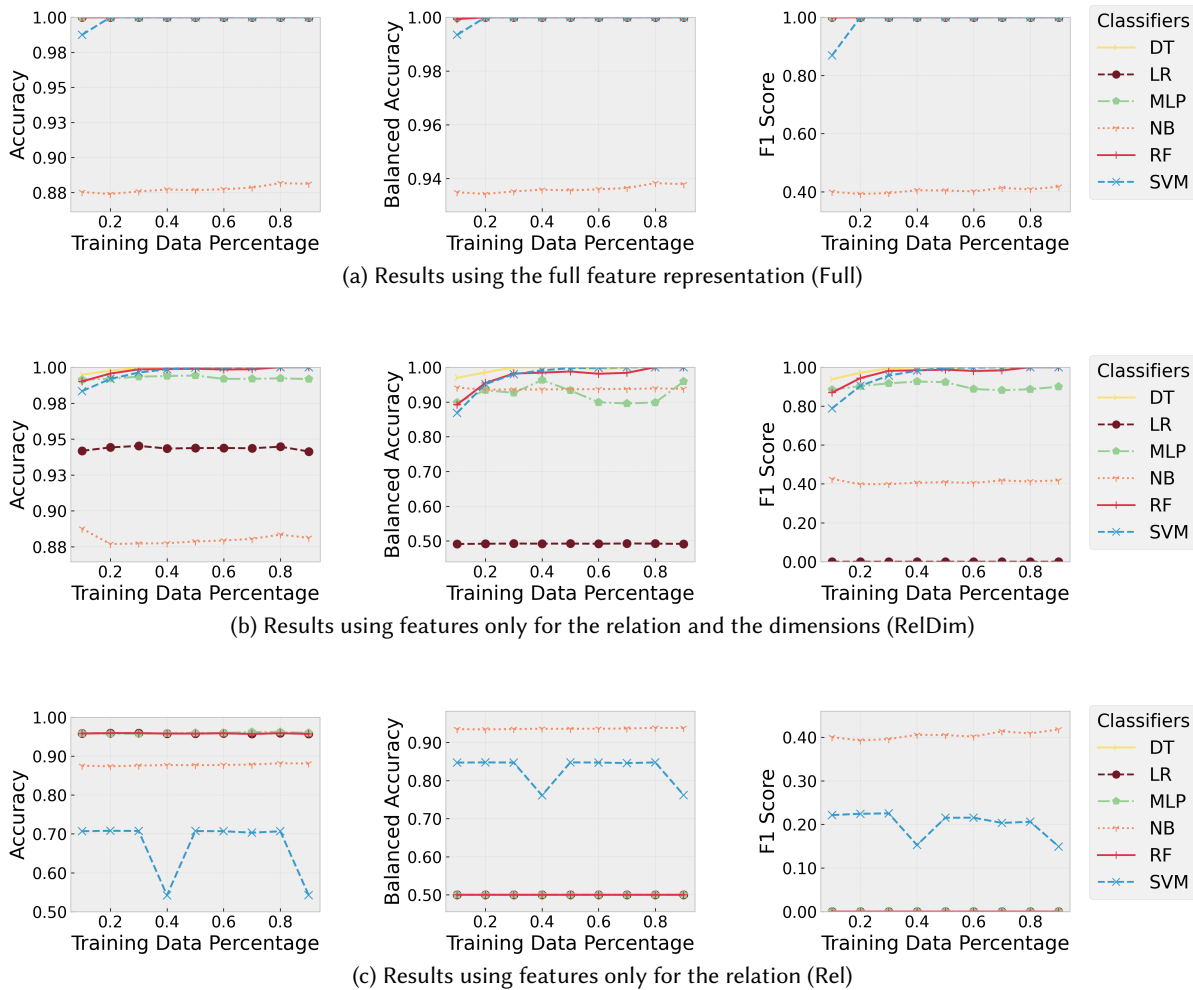 1.00
0.98
0.95
0.93
0.90
0.88
Accuracy
0.2 0.4 0.6 0.8
Training Data Percentage
1.00
0.98
0.96
0.94
Balanced Accuracy
0.2 0.4 0.6 0.8
Training Data Percentage
1.00
0.80
0.60
0.40
F1 Score
0.2 0.4 0.6 0.8
Training Data Percentage
Classifiers
DT
LR
MLP
NB
RF
SVM
(a) Results using the full feature representation (Full)
1.00
0.98
0.95
0.93
0.90
0.88
Accuracy
0.2 0.4 0.6 0.8
Training Data Percentage
1.00
0.90
0.80
0.70
0.60
0.50
Balanced Accuracy
0.2 0.4 0.6 0.8
Training Data Percentage
1.00
0.80
0.60
0.40
0.20
0.00
F1 Score
0.2 0.4 0.6 0.8
Training Data Percentage
Classifiers
DT
LR
MLP
NB
RF
SVM
(b) Results using features only for the relation and the dimensions (RelDim)
1.00
0.90
0.80
0.70
0.60
0.50
Accuracy
0.2 0.4 0.6 0.8
Training Data Percentage
0.90
0.80
0.70
0.60
0.50
Balanced Accuracy
0.2 0.4 0.6 0.8
Training Data Percentage
0.40
0.30
0.20
0.10
0.00
F1 Score
0.2 0.4 0.6 0.8
Training Data Percentage
Classifiers
DT
LR
MLP
NB
RF
SVM
(c) Results using features only for the relation (Rel)